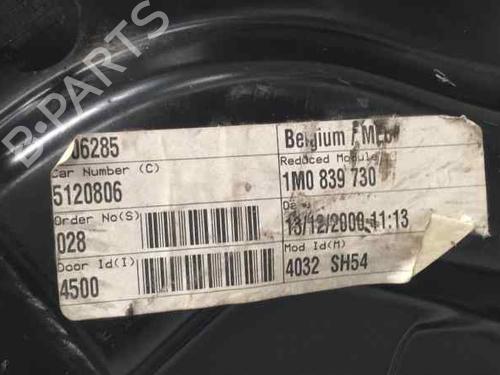 B-PARTS
06285
Belgium
Car Number (C)
Reduced Module
5120806
1M0 839 730
Order No(S)
028
13/12/2000 11:13
Door Id(I)
Mod Id(M)
4500
4032 SH54